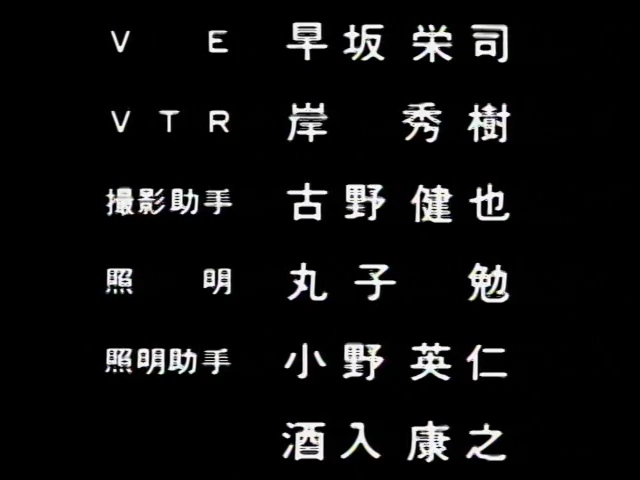 VE 早坂 栄司
VTR 岸 秀樹
撮影助手 古野 健也
照明 丸子 勉
照明助手 小野 英仁
酒入 康之